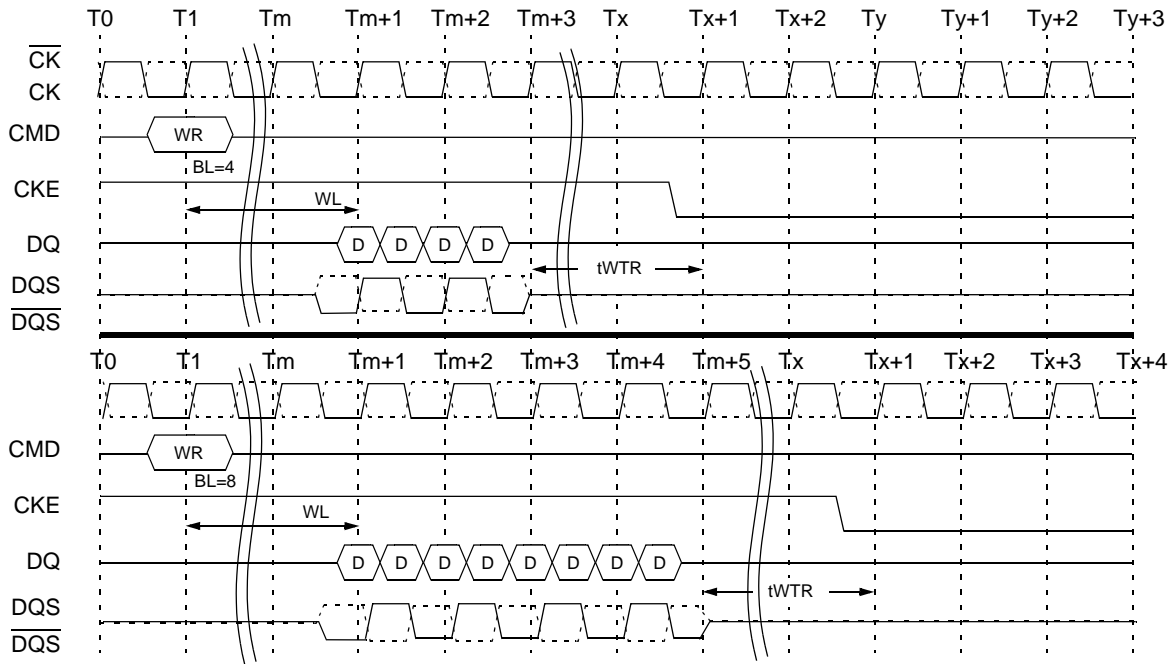 T0 T1 Tm Tm+1 Tm+2 Tm+3 Tx Tx+1 Tx+2 Ty Ty+1 Ty+2 Ty+3
CK
CK
CMD WR
BL=4
CKE
WL
DQ D D D D
tWTR
DQS
DQS
T0 T1 Tm Tm+1 Tm+2 Tm+3 Tm+4 Tm+5 Tx Tx+1 Tx+2 Tx+3 Tx+4
CMD WR
BL=8
CKE
WL
DQ D D D D D D D D
tWTR
DQS
DQS